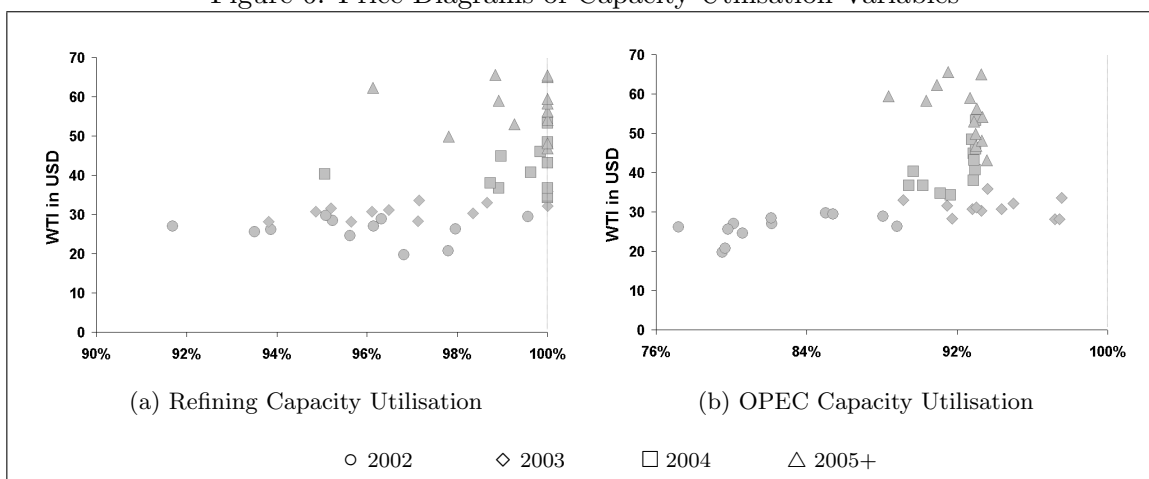 Figure 6: Price Diagrams of Capacity Utilisation Variables
70
60
50
40
30
20
10
0
WTI in USD
90% 92% 94% 96% 98% 100%
(a) Refining Capacity Utilisation
70
60
50
40
30
20
10
0
WTI in USD
76% 84% 92% 100%
(b) OPEC Capacity Utilisation
2002 2003 2004 2005+